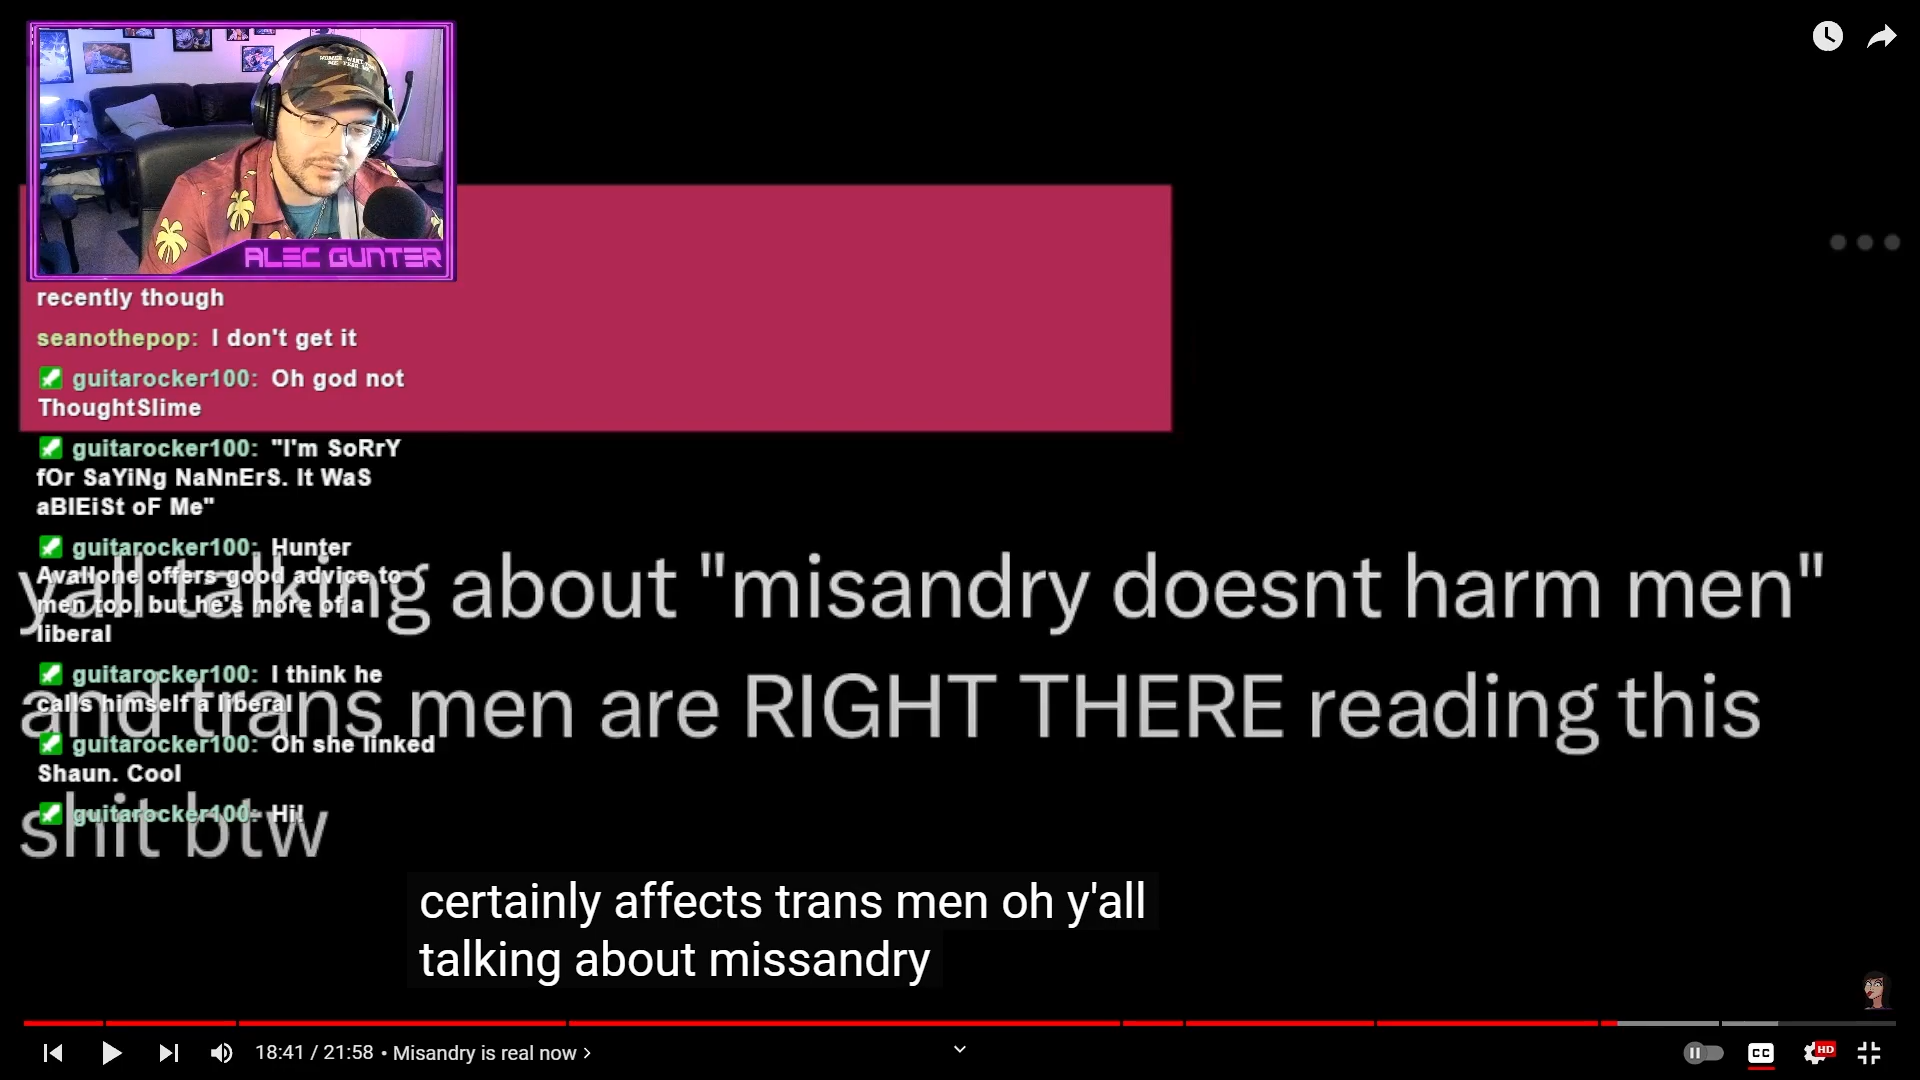 WOMEN WANT
ALEC GUNTER
recently though
seanothepop: I don't get it
guitarocker100: Oh god not
ThoughtSlime
guitarocker100: "I'm SoRrY
fOr SaYiNg NaNnErS. It WaS
aBlEiSt oF Me"
guitarocker100: Hunter
Avallone offers good advice to
men too, but he's more of a
liberal
guitarocker100: I think he
calls himself a liberal
guitarocker100: Oh she linked
Shaun. Cool
guitarocker100: Hi!
yall talking about "misandry doesnt harm men"
and trans men are RIGHT THERE reading this
shit btw
certainly affects trans men oh y'all
talking about missandry
18:41 / 21:58 • Misandry is real now >
CC
HD